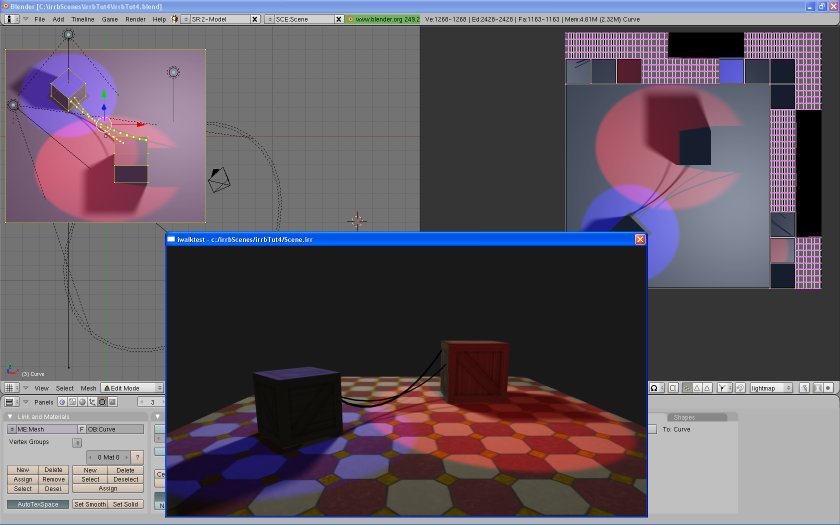 Blender [C:\irrbScenes\irrbTut4\irrbTut4.blend]
File Add Timeline Game Render Help SR:2-Model SCE:Scene www.blender.org 249.2 Ve:1268-1268 | Ed:2428-2428 | Fa:1163-1163 | Mem:4.61M (2.32M) Curve
iwalktest - c:/irrbScenes/irrbTut4/Scene.irr
(3) Curve
View Select Mesh Edit Mode lightmap
Panels 3
Link and Materials Shapes
ME:Mesh F OB:Curve To: Curve
Vertex Groups
0 Mat 0 ?
New Delete New Delete
Assign Remove Select Deselect
Select Desel. Assign
AutoTexSpace Set Smooth Set Solid